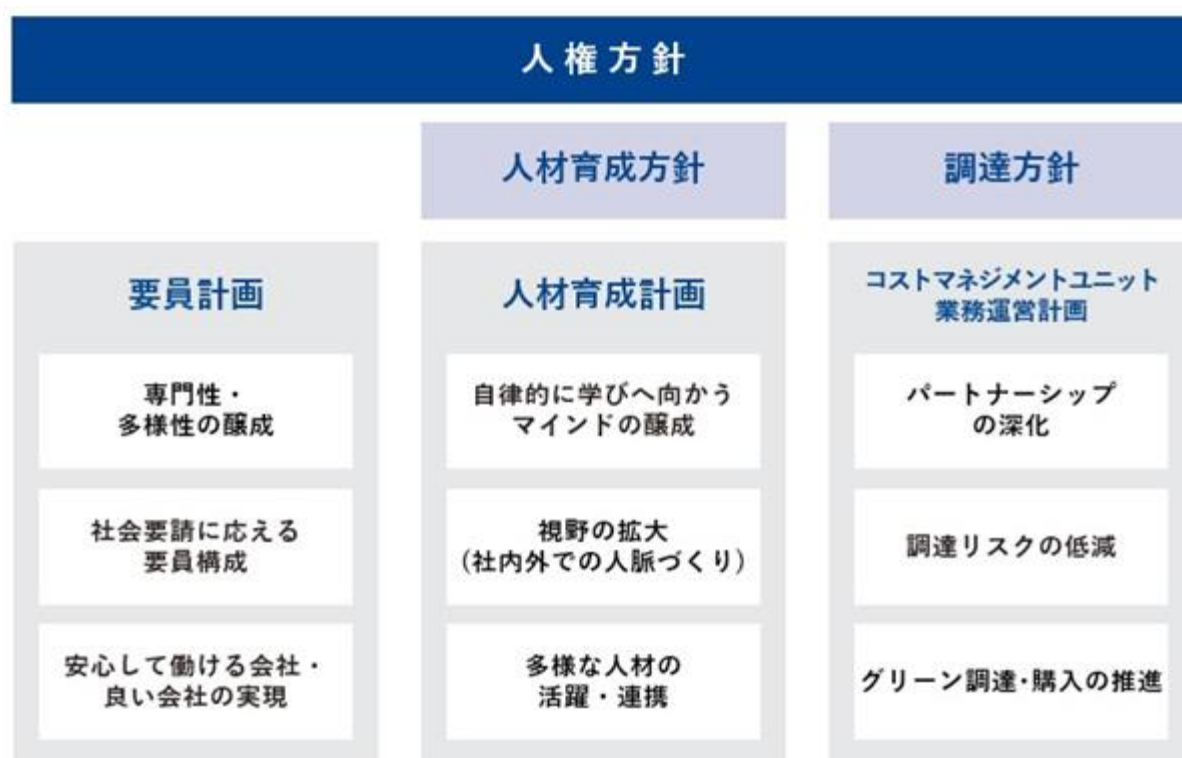 人権方針
人材育成方針
調達方針
要員計画
専門性・
多様性の醸成
社会要請に応える
要員構成
安心して働ける会社・
良い会社の実現
人材育成計画
自律的に学びへ向かう
マインドの醸成
視野の拡大
(社内外での人脈づくり)
多様な人材の
活躍・連携
コストマネジメントユニット
業務運営計画
パートナーシップ
の深化
調達リスクの低減
グリーン調達・購入の推進